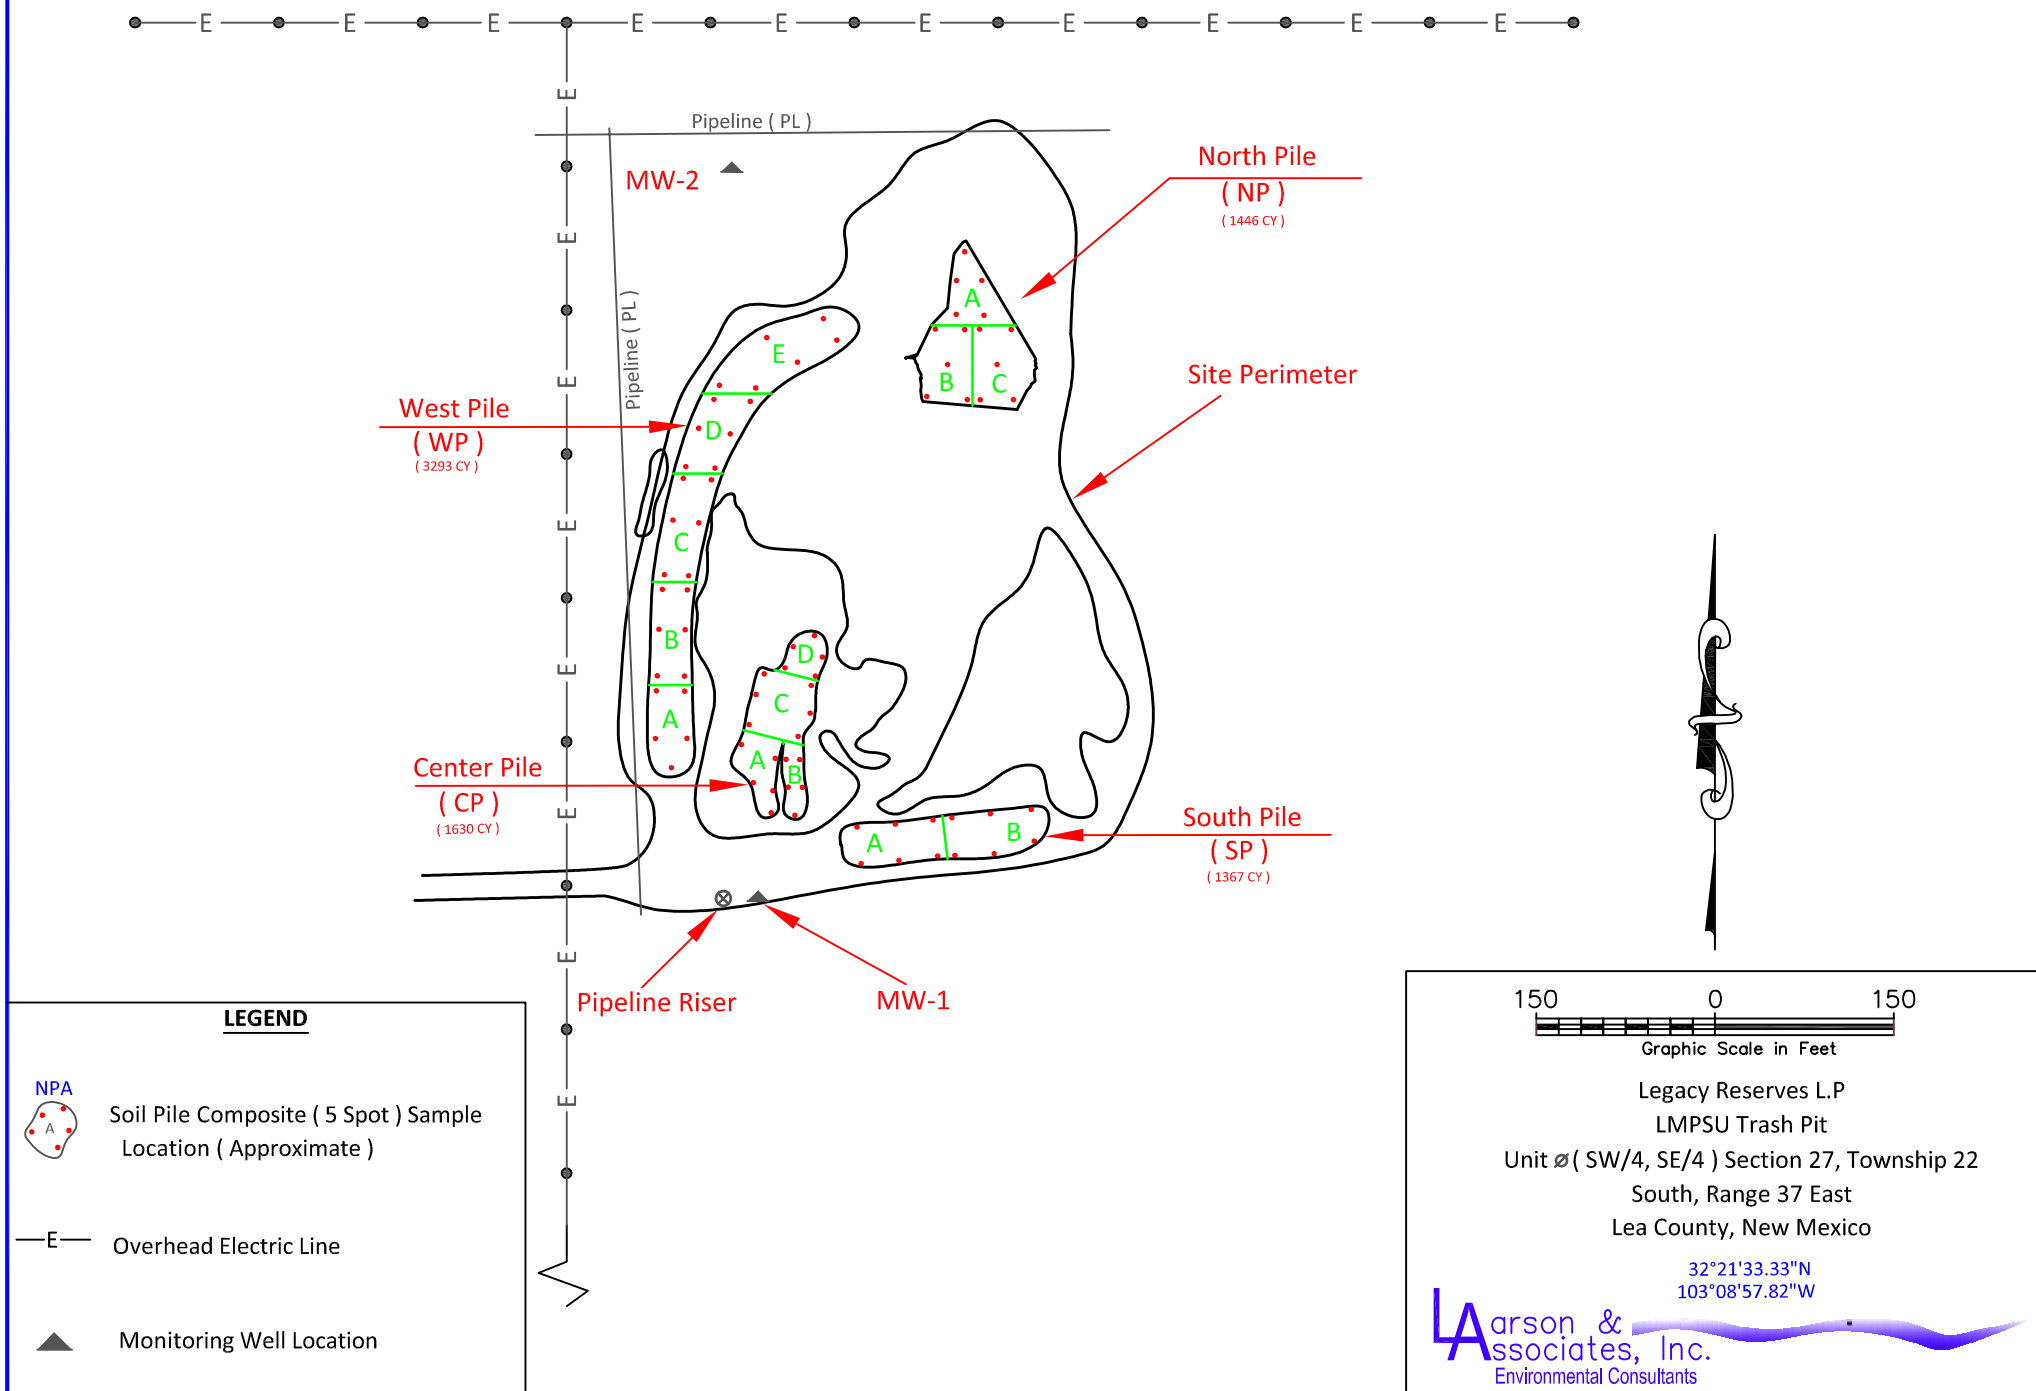 E E E E E E E E E E
E
Pipeline ( PL )
North Pile
( NP )
( 1446 CY )
MW-2
E
A
B
C
Pipeline ( PL )
E
E
Site Perimeter
West Pile
( WP )
( 3293 CY )
D
E
C
B
A
E
D
C
A
B
Center Pile
( CP )
( 1630 CY )
E
South Pile
( SP )
( 1367 CY )
A
B
E
Pipeline Riser
MW-1
E
LEGEND
NPA
A
Soil Pile Composite ( 5 Spot ) Sample
Location ( Approximate )
E
Overhead Electric Line
Monitoring Well Location
150 0 150
Graphic Scale in Feet
Legacy Reserves L.P
LMPSU Trash Pit
Unit ø ( SW/4, SE/4 ) Section 27, Township 22
South, Range 37 East
Lea County, New Mexico
32°21'33.33"N
103°08'57.82"W
Larson &
Associates, Inc.
Environmental Consultants